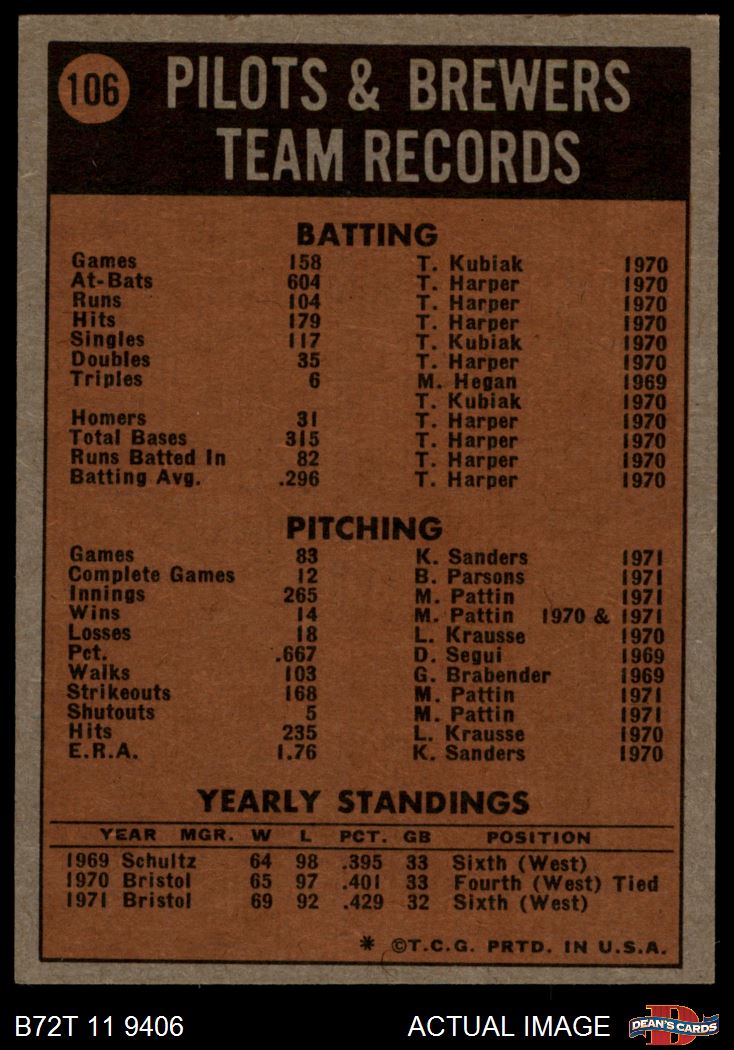 106 PILOTS & BREWERS
TEAM RECORDS
BATTING
Games 158 T. Kubiak 1970
At-Bats 604 T. Harper 1970
Runs 104 T. Harper 1970
Hits 179 T. Harper 1970
Singles 117 T. Kubiak 1970
Doubles 35 T. Harper 1970
Triples 6 M. Hegan 1969
T. Kubiak 1970
Homers 31 T. Harper 1970
Total Bases 315 T. Harper 1970
Runs Batted In 82 T. Harper 1970
Batting Avg. .296 T. Harper 1970
PITCHING
Games 83 K. Sanders 1971
Complete Games 12 B. Parsons 1971
Innings 265 M. Pattin 1971
Wins 14 M. Pattin 1970 & 1971
Losses 18 L. Krausse 1970
Pct. .667 D. Segui 1969
Walks 103 G. Brabender 1969
Strikeouts 168 M. Pattin 1971
Shutouts 5 M. Pattin 1971
Hits 235 L. Krausse 1970
E.R.A. 1.76 K. Sanders 1970
YEARLY STANDINGS
YEAR MGR. W L PCT. GB POSITION
1969 Schultz 64 98 .395 33 Sixth (West)
1970 Bristol 65 97 .401 33 Fourth (West) Tied
1971 Bristol 69 92 .429 32 Sixth (West)
* ©T.C.G. PRTD. IN U.S.A.
B72T 11 9406 ACTUAL IMAGE D DEAN'S CARDS